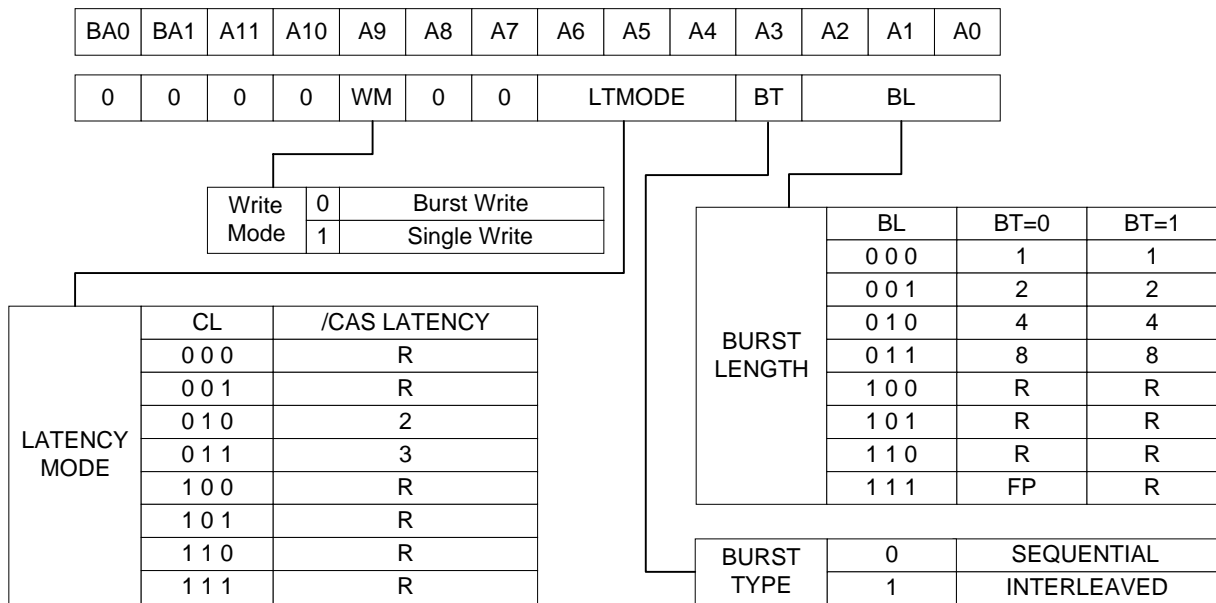 BA0 BA1 A11 A10 A9 A8 A7 A6 A5 A4 A3 A2 A1 A0
0 0 0 0 WM 0 0 LTMODE BT BL
Write Mode
0 Burst Write
1 Single Write
LATENCY MODE
CL /CAS LATENCY
0 0 0 R
0 0 1 R
0 1 0 2
0 1 1 3
1 0 0 R
1 0 1 R
1 1 0 R
1 1 1 R
BURST LENGTH
BL BT=0 BT=1
0 0 0 1 1
0 0 1 2 2
0 1 0 4 4
0 1 1 8 8
1 0 0 R R
1 0 1 R R
1 1 0 R R
1 1 1 FP R
BURST TYPE
0 SEQUENTIAL
1 INTERLEAVED